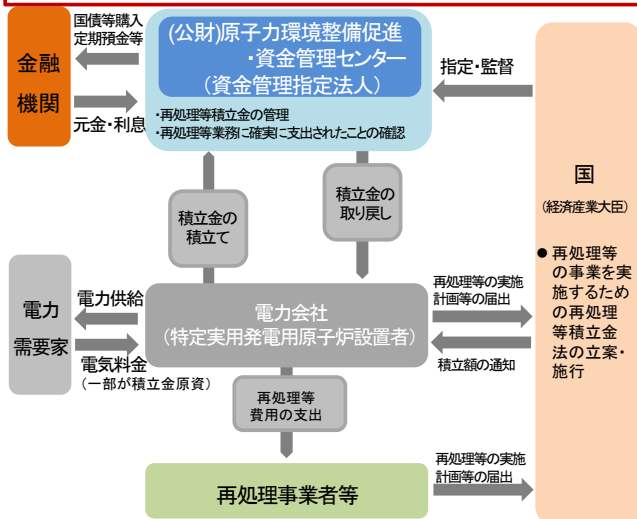 国債等購入
定期預金等
金融
機関
元金・利息
(公財)原子力環境整備促進
・資金管理センター
(資金管理指定法人)
・再処理等積立金の管理
・再処理等業務に確実に支出されたことの確認
指定・監督
国
(経済産業大臣)
● 再処理等
の事業を実
施するため
の再処理
等積立金
法の立案・
施行
積立金の
積立て
積立金の
取り戻し
電力
需要家
電力供給
電気料金
(一部が積立金原資)
電力会社
(特定実用発電用原子炉設置者)
再処理等の実施
計画等の届出
積立額の通知
再処理等
費用の支出
再処理事業者等
再処理等の実施
計画等の届出